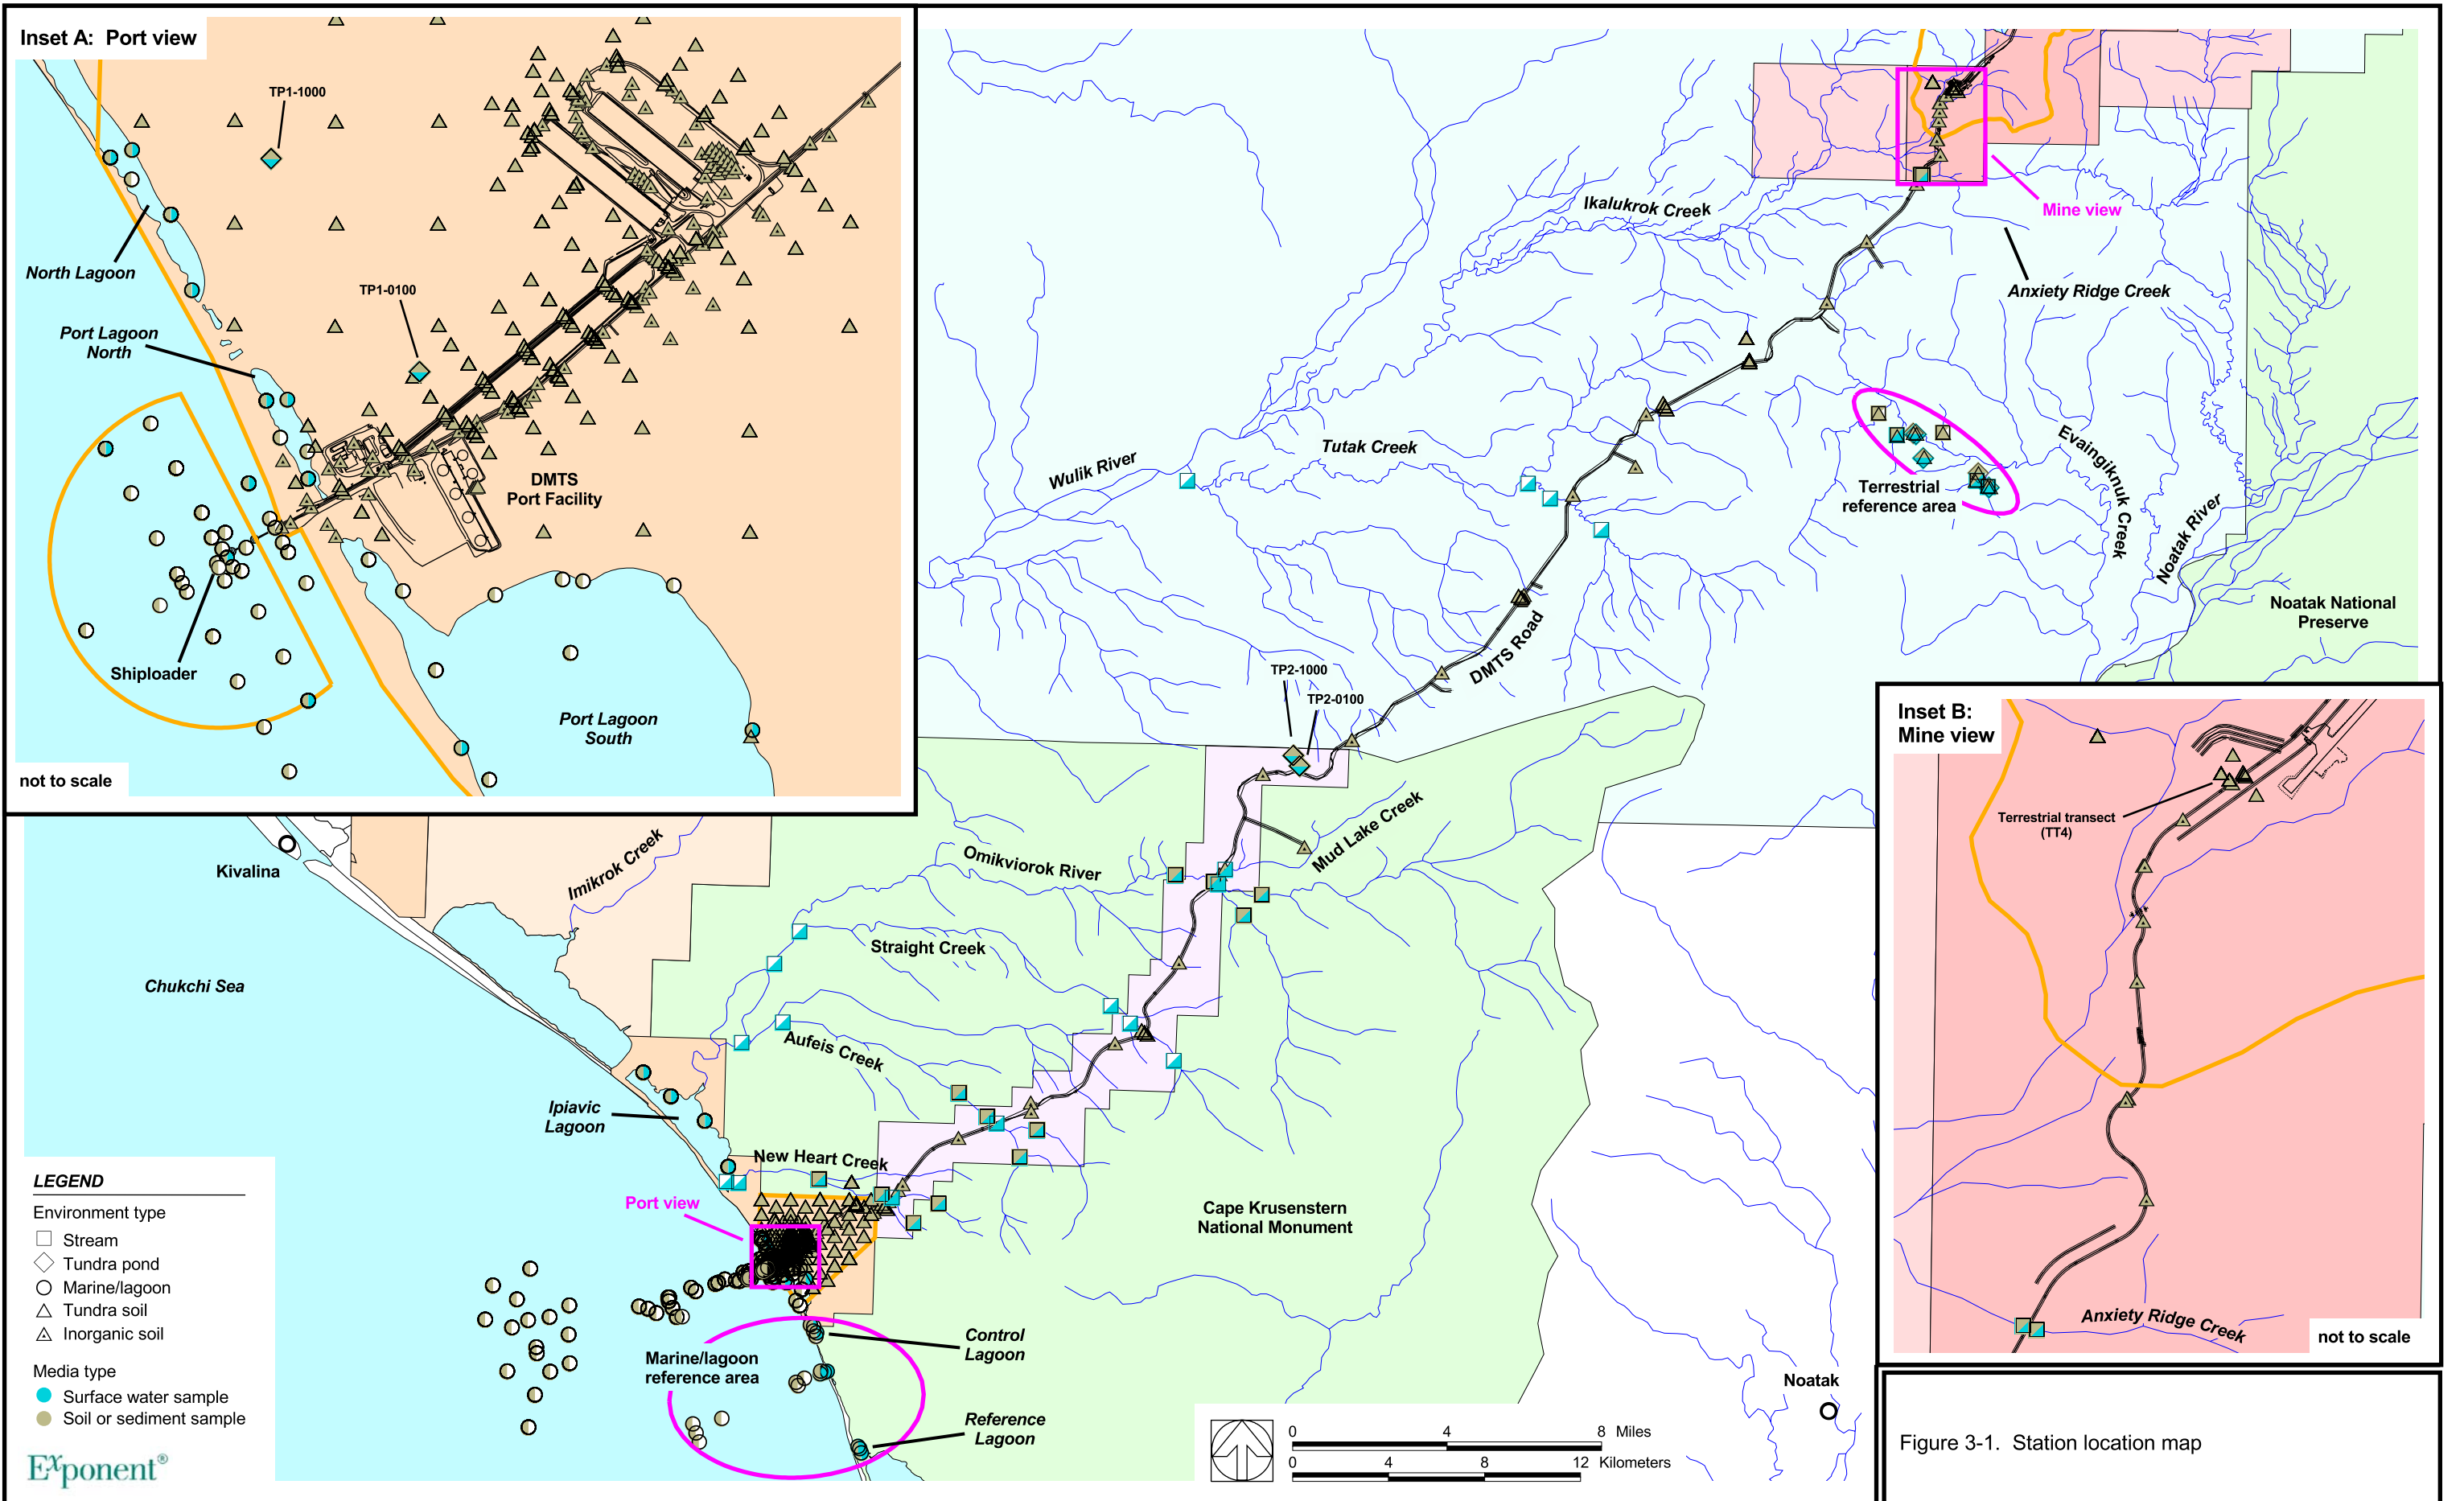 Inset A: Port view
TP1-1000
North Lagoon
TP1-0100
Port Lagoon
North
DMTS
Port Facility
Shiploader
Port Lagoon
South
not to scale
Ikalukrok Creek
Mine view
Anxiety Ridge Creek
Wulik River
Tutak Creek
Evaingiknuk Creek
Terrestrial
reference area
Noatak River
Noatak National
Preserve
DMTS Road
TP2-1000
TP2-0100
Inset B:
Mine view
Terrestrial transect
(TT4)
Anxiety Ridge Creek
not to scale
Kivalina
Imikrok Creek
Omikviorok River
Mud Lake Creek
Straight Creek
Chukchi Sea
Aufeis Creek
Ipiavic
Lagoon
New Heart Creek
Port view
Cape Krusenstern
National Monument
Control
Lagoon
Marine/lagoon
reference area
Reference
Lagoon
Noatak
LEGEND
Environment type
Stream
Tundra pond
Marine/lagoon
Tundra soil
Inorganic soil
Media type
Surface water sample
Soil or sediment sample
Exponent®
0 4 8 Miles
0 4 8 12 Kilometers
Figure 3-1. Station location map